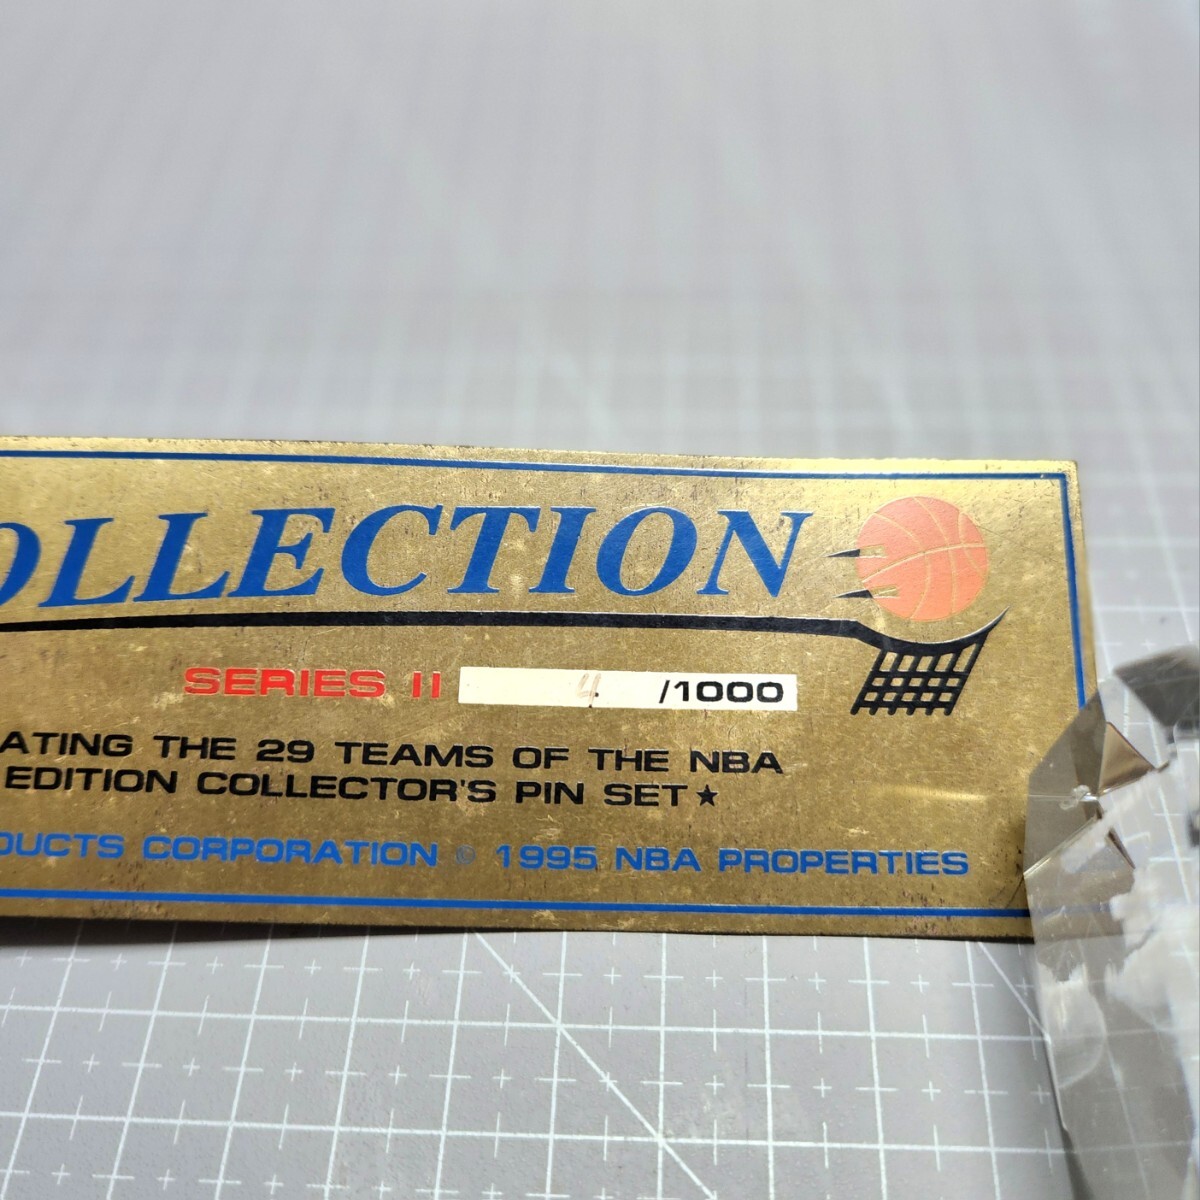 OLLECTION
SERIES II 4 /1000
ATING THE 29 TEAMS OF THE NBA
EDITION COLLECTOR'S PIN SET★
DUCTS CORPORATION © 1995 NBA PROPERTIES